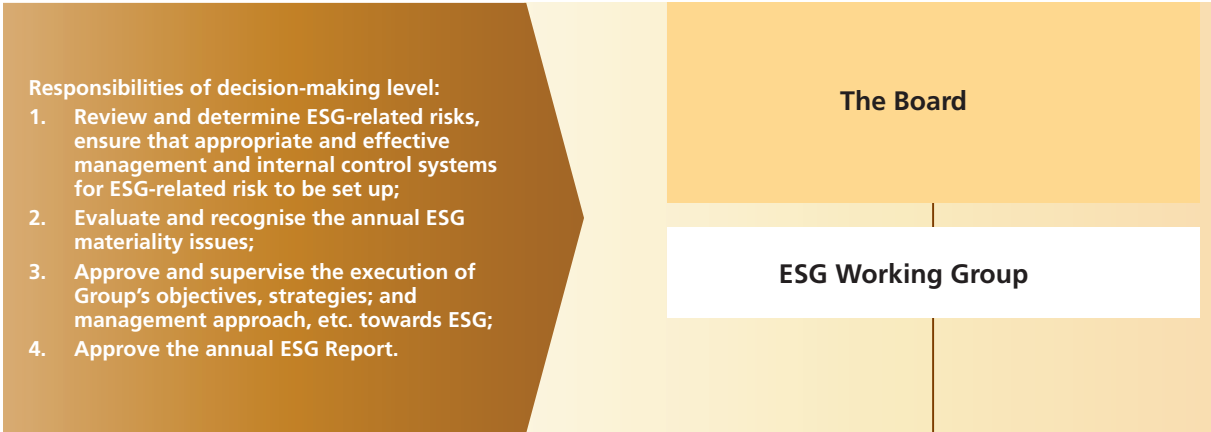 Responsibilities of decision-making level:
1. Review and determine ESG-related risks,
ensure that appropriate and effective
management and internal control systems
for ESG-related risk to be set up;
2. Evaluate and recognise the annual ESG
materiality issues;
3. Approve and supervise the execution of
Group's objectives, strategies; and
management approach, etc. towards ESG;
4. Approve the annual ESG Report.
The Board
ESG Working Group